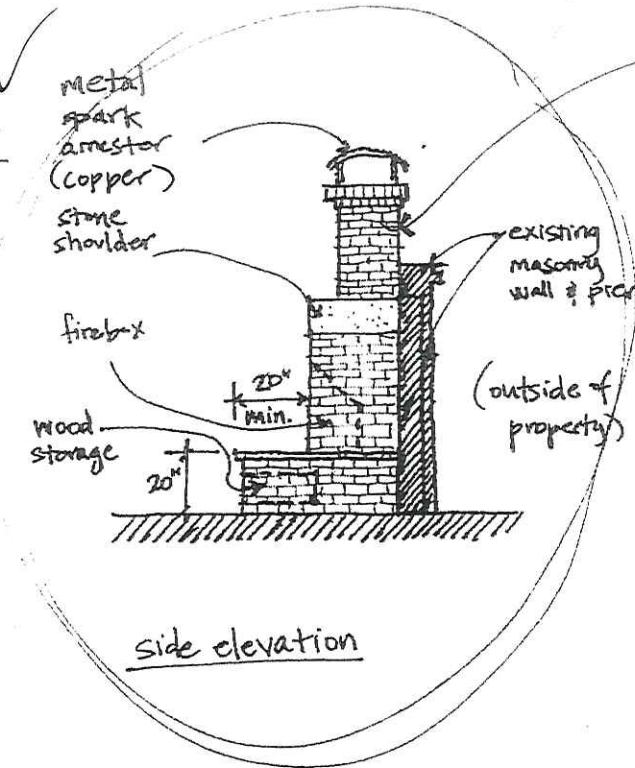 metal
spark
arrestor
(copper)
stone
shoulder
firebox
wood
storage
20"
20"
min.
existing
masonry
wall & pier
(outside of
property)
side elevation